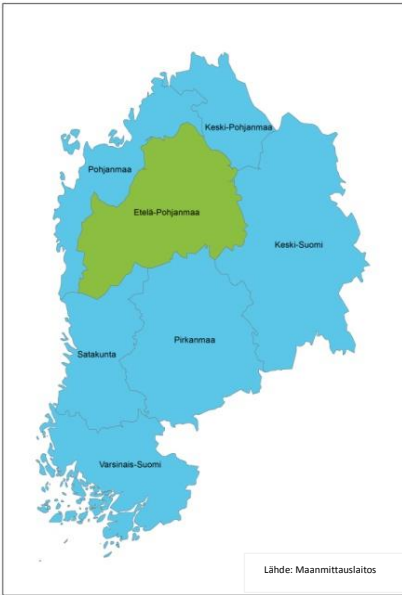 Keski-Pohjanmaa
Pohjanmaa
Etelä-Pohjanmaa
Keski-Suomi
Pirkanmaa
Satakunta
Varsinais-Suomi
Lähde: Maanmittauslaitos